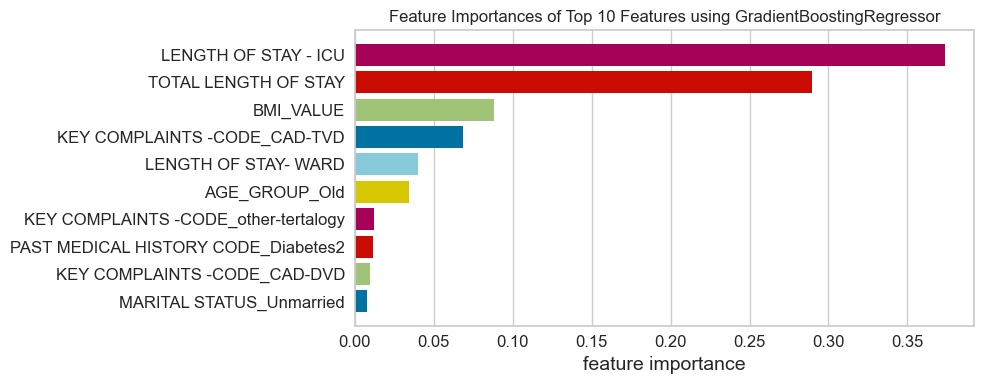 Feature Importances of Top 10 Features using GradientBoostingRegressor
LENGTH OF STAY - ICU
TOTAL LENGTH OF STAY
BMI_VALUE
KEY COMPLAINTS -CODE_CAD-TVD
LENGTH OF STAY- WARD
AGE_GROUP_Old
KEY COMPLAINTS -CODE_other-tertalogy
PAST MEDICAL HISTORY CODE_Diabetes2
KEY COMPLAINTS -CODE_CAD-DVD
MARITAL STATUS_Unmarried
0.00 0.05 0.10 0.15 0.20 0.25 0.30 0.35
feature importance